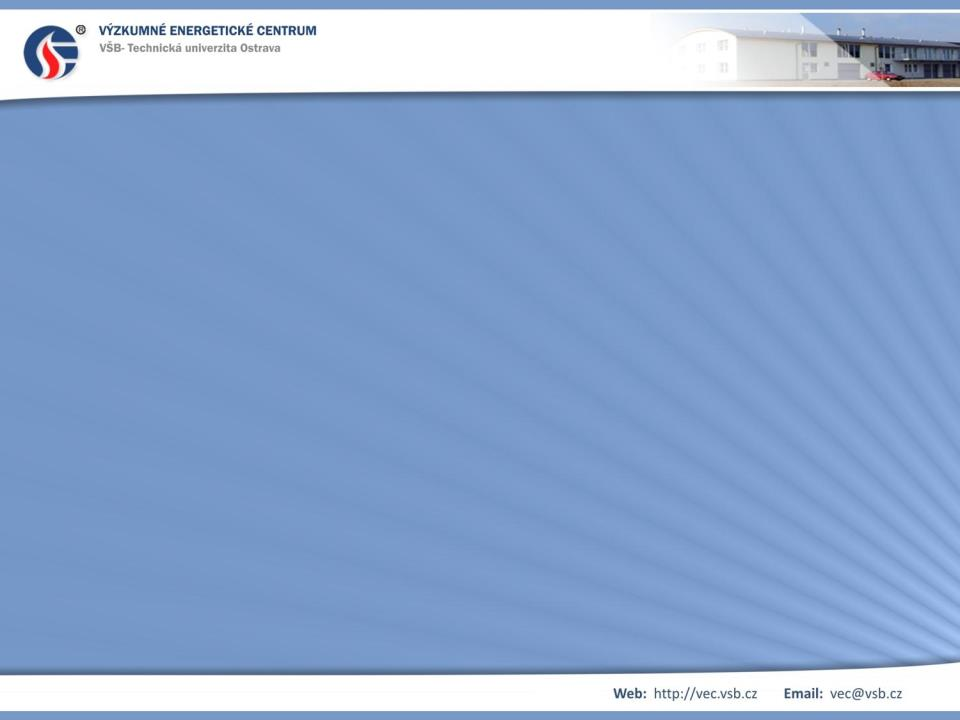 ®
VÝZKUMNÉ ENERGETICKÉ CENTRUM
VŠB- Technická univerzita Ostrava
Web: http://vec.vsb.cz Email: vec@vsb.cz